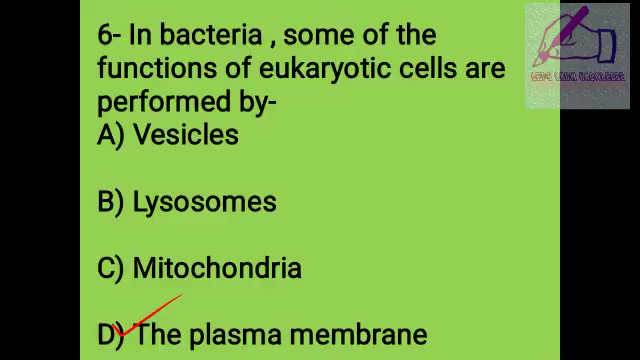 6- In bacteria , some of the
functions of eukaryotic cells are
performed by-
A) Vesicles
B) Lysosomes
C) Mitochondria
D) The plasma membrane